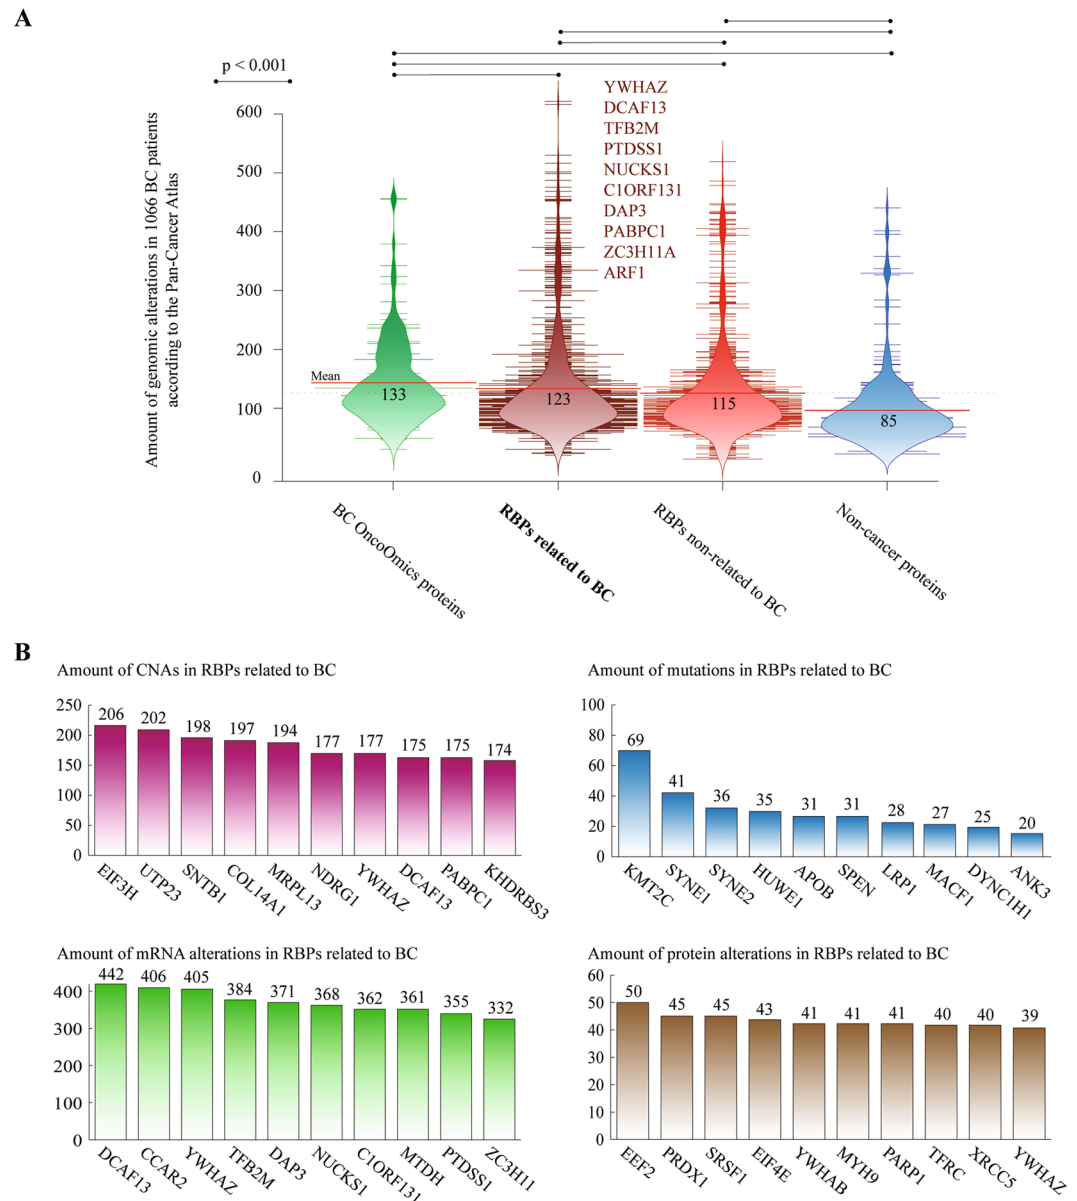 A
p < 0.001
YWHAZ
DCAF13
TFB2M
PTDSS1
NUCKS1
C1ORF131
DAP3
PABPC1
ZC3H11A
ARF1
Amount of genomic alterations in 1066 BC patients
according to the Pan-Cancer Atlas
600
500
400
300
200
100
0
Mean
133
123
115
85
BC OncoOmics proteins
RBPs related to BC
RBPs non-related to BC
Non-cancer proteins
B
Amount of CNAs in RBPs related to BC
250
200
150
100
50
0
206
202
198
197
194
177
177
175
175
174
EIF3H
UTP23
SNTB1
COL14A1
MRPL13
NDRG1
YWHAZ
DCAF13
PABPC1
KHDRBS3
Amount of mutations in RBPs related to BC
100
80
60
40
20
0
69
41
36
35
31
31
28
27
25
20
KMT2C
SYNE1
SYNE2
HUWE1
APOB
SPEN
LRP1
MACF1
DYNC1H1
ANK3
Amount of mRNA alterations in RBPs related to BC
400
300
200
100
0
442
406
405
384
371
368
362
361
355
332
DCAF13
CCAR2
YWHAZ
TFB2M
DAP3
NUCKS1
C1ORF131
MTDH
PTDSS1
ZC3H11
Amount of protein alterations in RBPs related to BC
60
50
40
30
20
10
0
50
45
45
43
41
41
41
40
40
39
EEF2
PRDX1
SRSF1
EIF4E
YWHAB
MYH9
PARP1
TFRC
XRCC5
YWHAZ